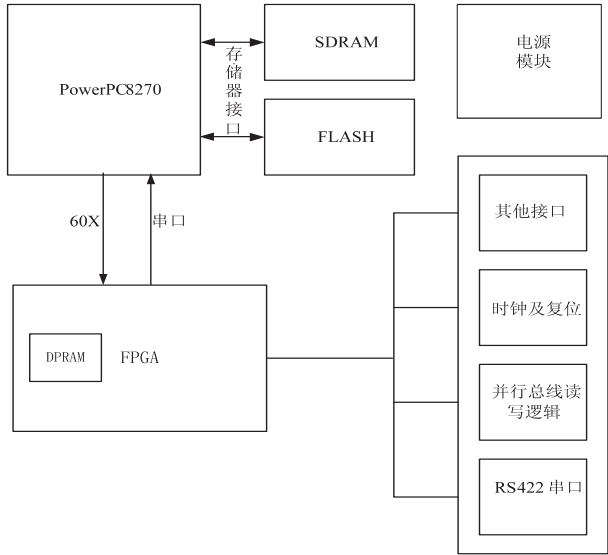 PowerPC8270
存储器接口
SDRAM
FLASH
电源
模块
60X
串口
DPRAM
FPGA
其他接口
时钟及复位
并行总线读
写逻辑
RS422 串口